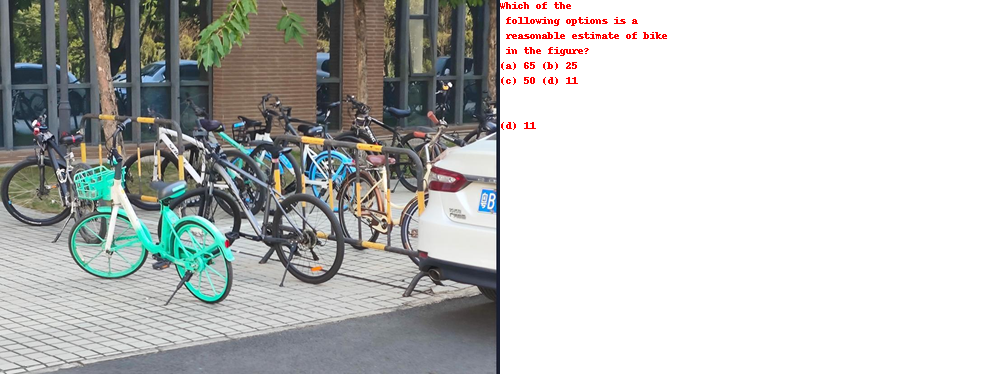 Which of the
following options is a
reasonable estimate of bike
in the figure?
(a) 65 (b) 25
(c) 50 (d) 11
(d) 11